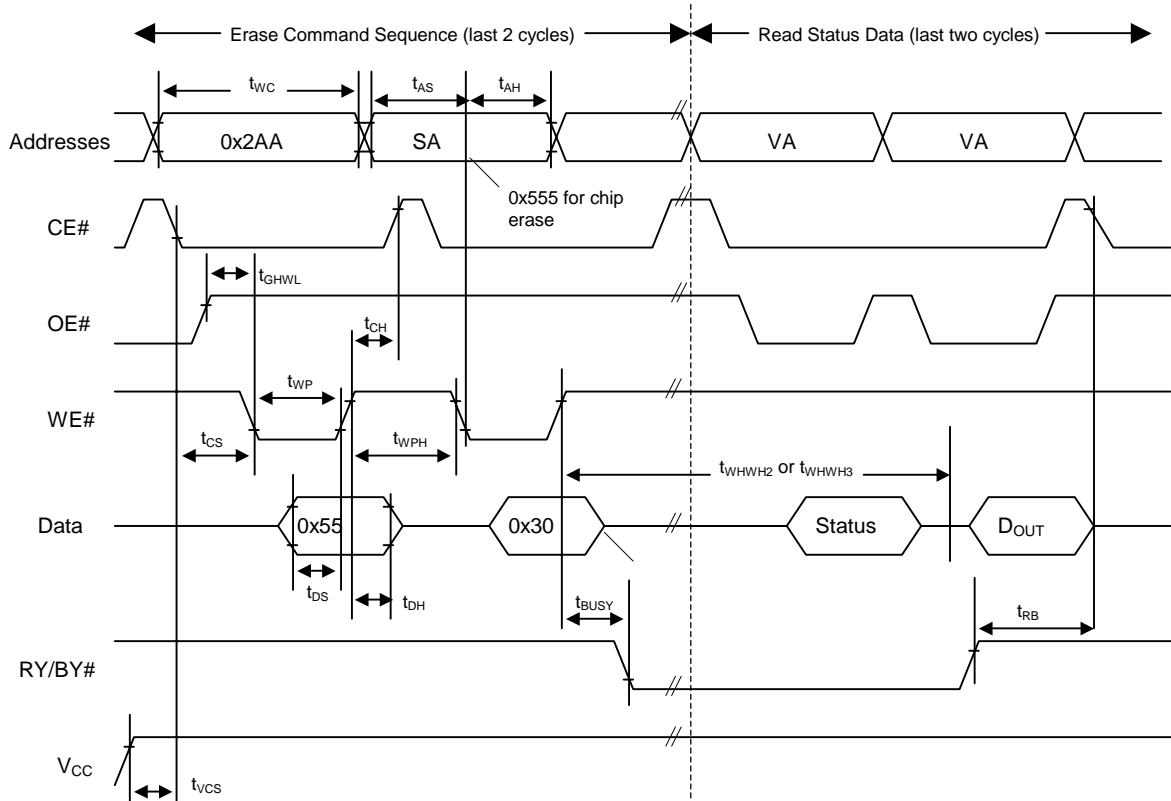 Erase Command Sequence (last 2 cycles)
Read Status Data (last two cycles)
tWC
tAS
tAH
Addresses
0x2AA
SA
VA
VA
0x555 for chip
erase
CE#
tGHWL
OE#
tCH
tWP
WE#
tCS
tWPH
tWHWH2 or tWHWH3
Data
0x55
0x30
Status
DOUT
tDS
tDH
tBUSY
tRB
RY/BY#
VCC
tVCS